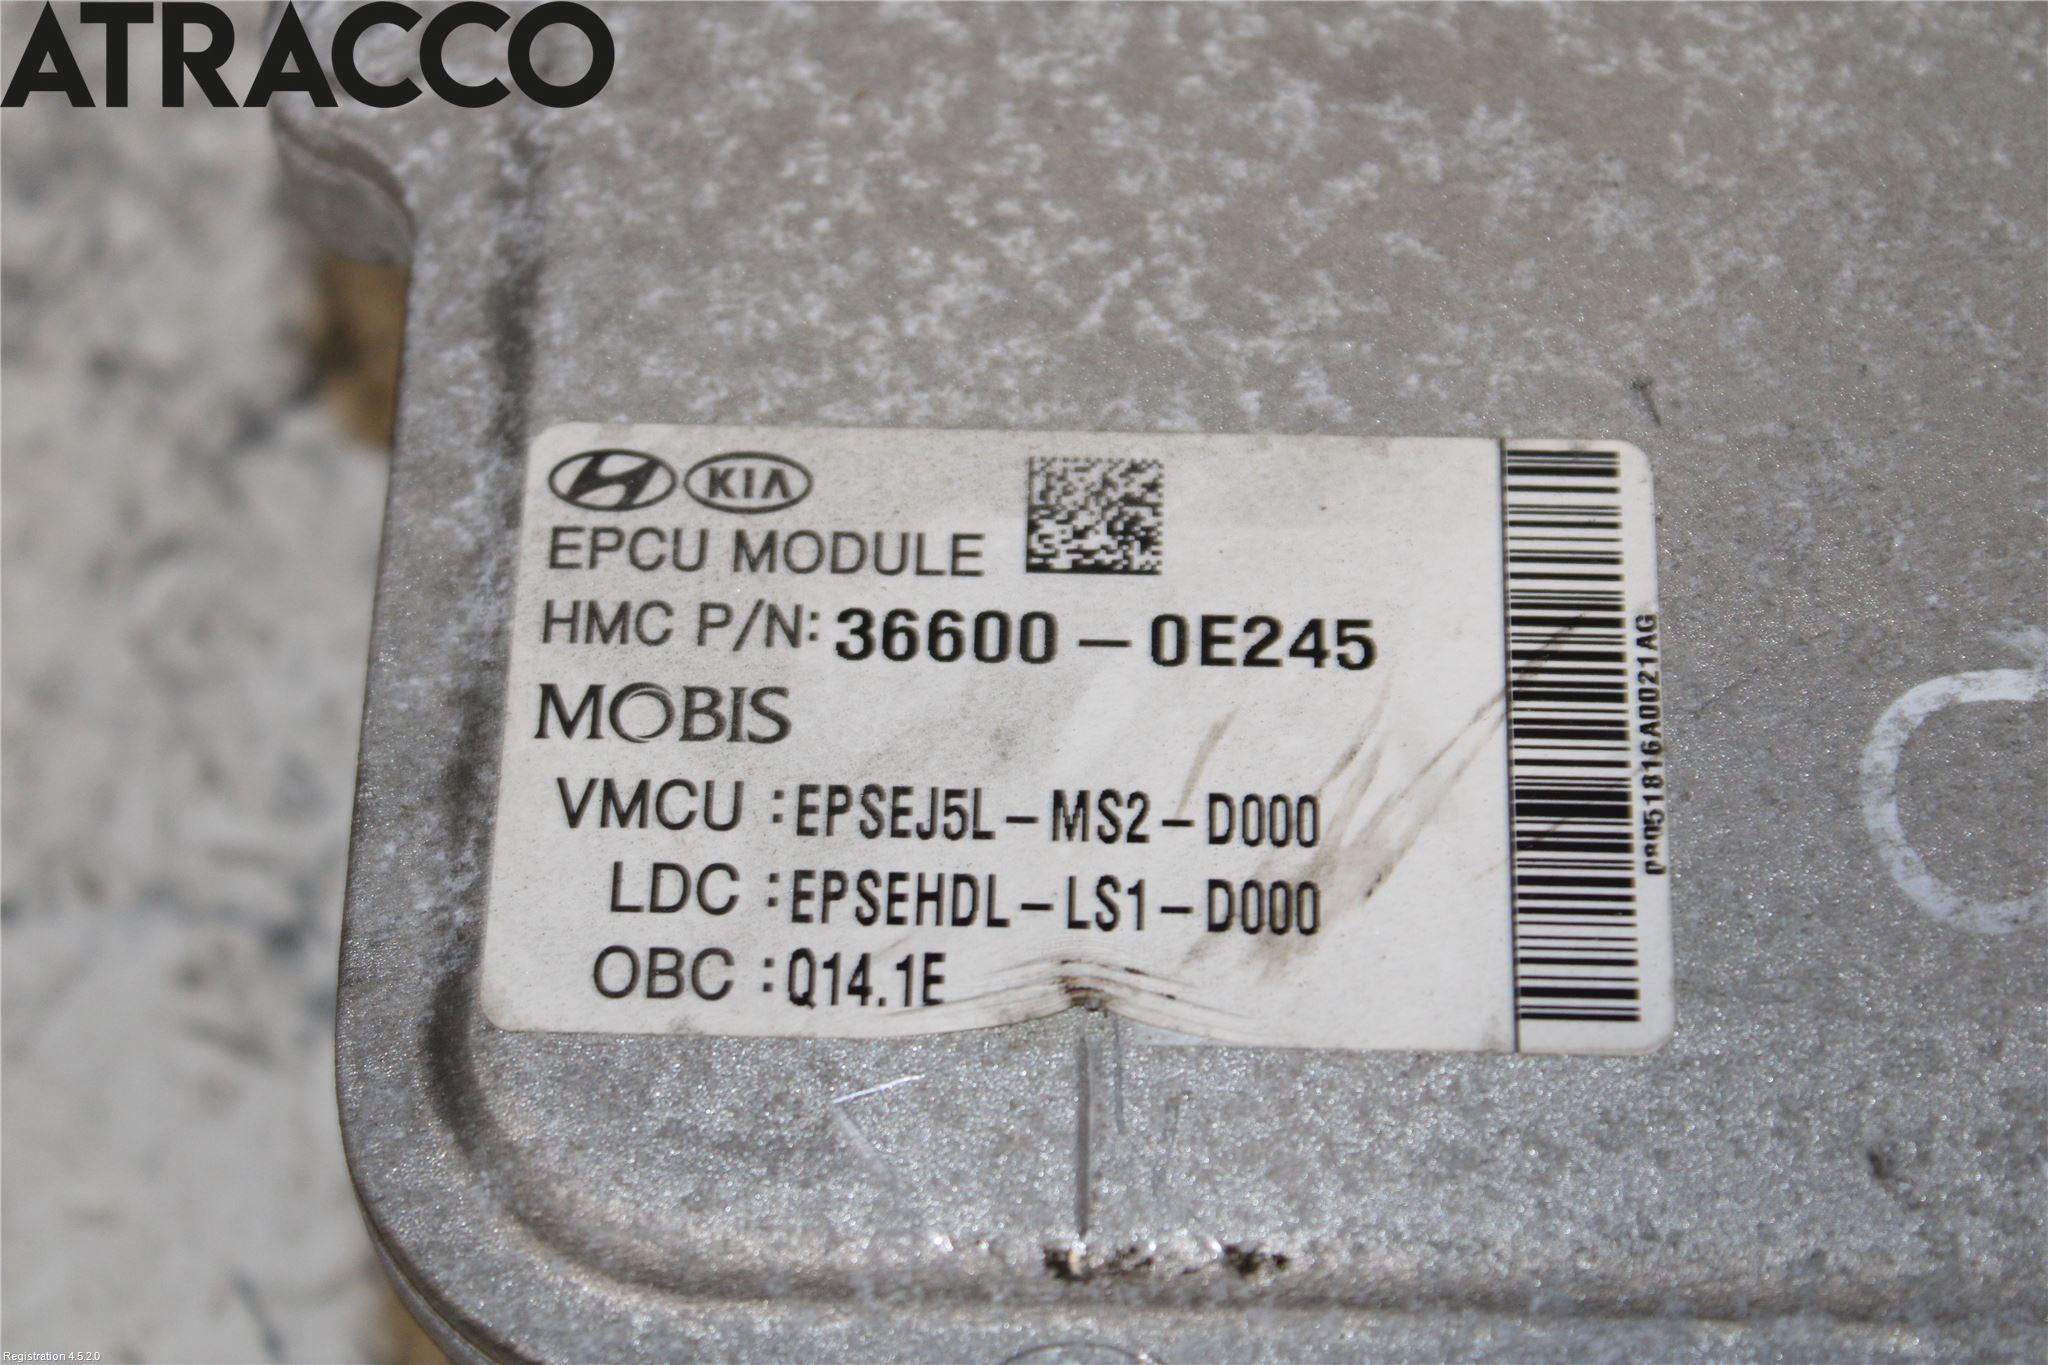 ATRACCO
KIA
EPCU MODULE
HMC P/N: 36600 - 0E245
MOBIS
VMCU : EPSEJ5L - MS2 - D000
LDC : EPSEHDL - LS1 - D000
OBC : Q14.1E
Registration 4.5.2.0